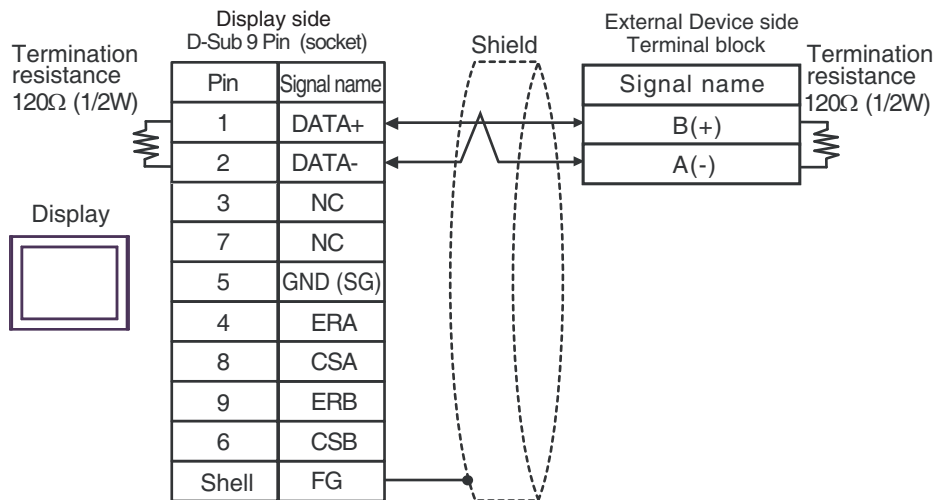 Display side
D-Sub 9 Pin (socket)
External Device side
Terminal block
Shield
Termination
resistance
120Ω (1/2W)
Termination
resistance
120Ω (1/2W)
Pin Signal name
1 DATA+
2 DATA-
3 NC
7 NC
5 GND (SG)
4 ERA
8 CSA
9 ERB
6 CSB
Shell FG
Signal name
B(+)
A(-)
Display